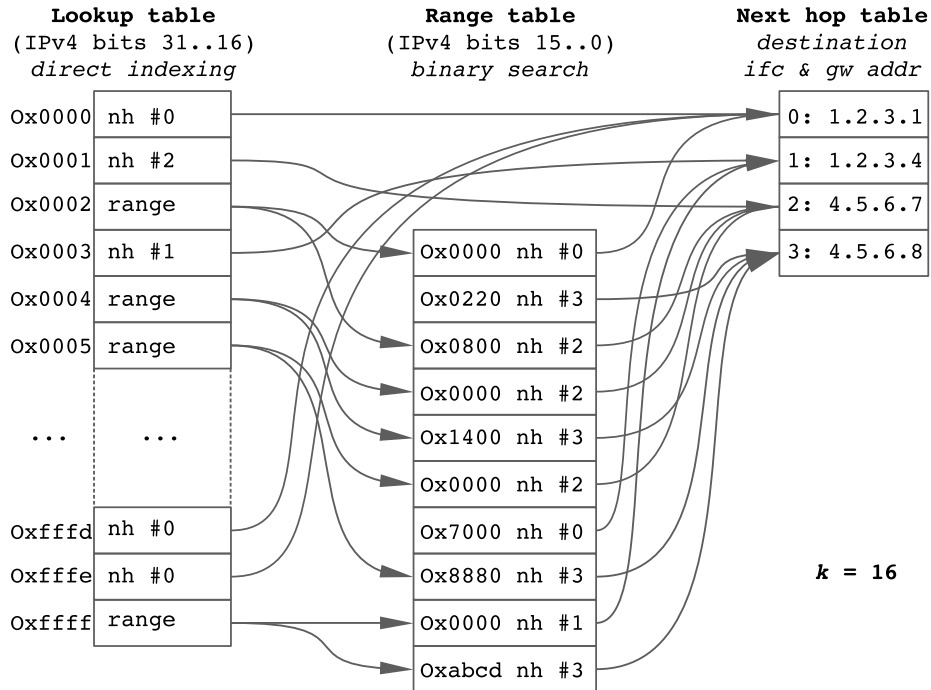 Lookup table
(IPv4 bits 31..16)
direct indexing
Range table
(IPv4 bits 15..0)
binary search
Next hop table
destination
ifc & gw addr
0x0000 nh #0
0x0001 nh #2
0x0002 range
0x0003 nh #1
0x0004 range
0x0005 range
... ...
0xfffd nh #0
0xfffe nh #0
0xffff range
0x0000 nh #0
0x0220 nh #3
0x0800 nh #2
0x0000 nh #2
0x1400 nh #3
0x0000 nh #2
0x7000 nh #0
0x8880 nh #3
0x0000 nh #1
0xabcd nh #3
0: 1.2.3.1
1: 1.2.3.4
2: 4.5.6.7
3: 4.5.6.8
k = 16